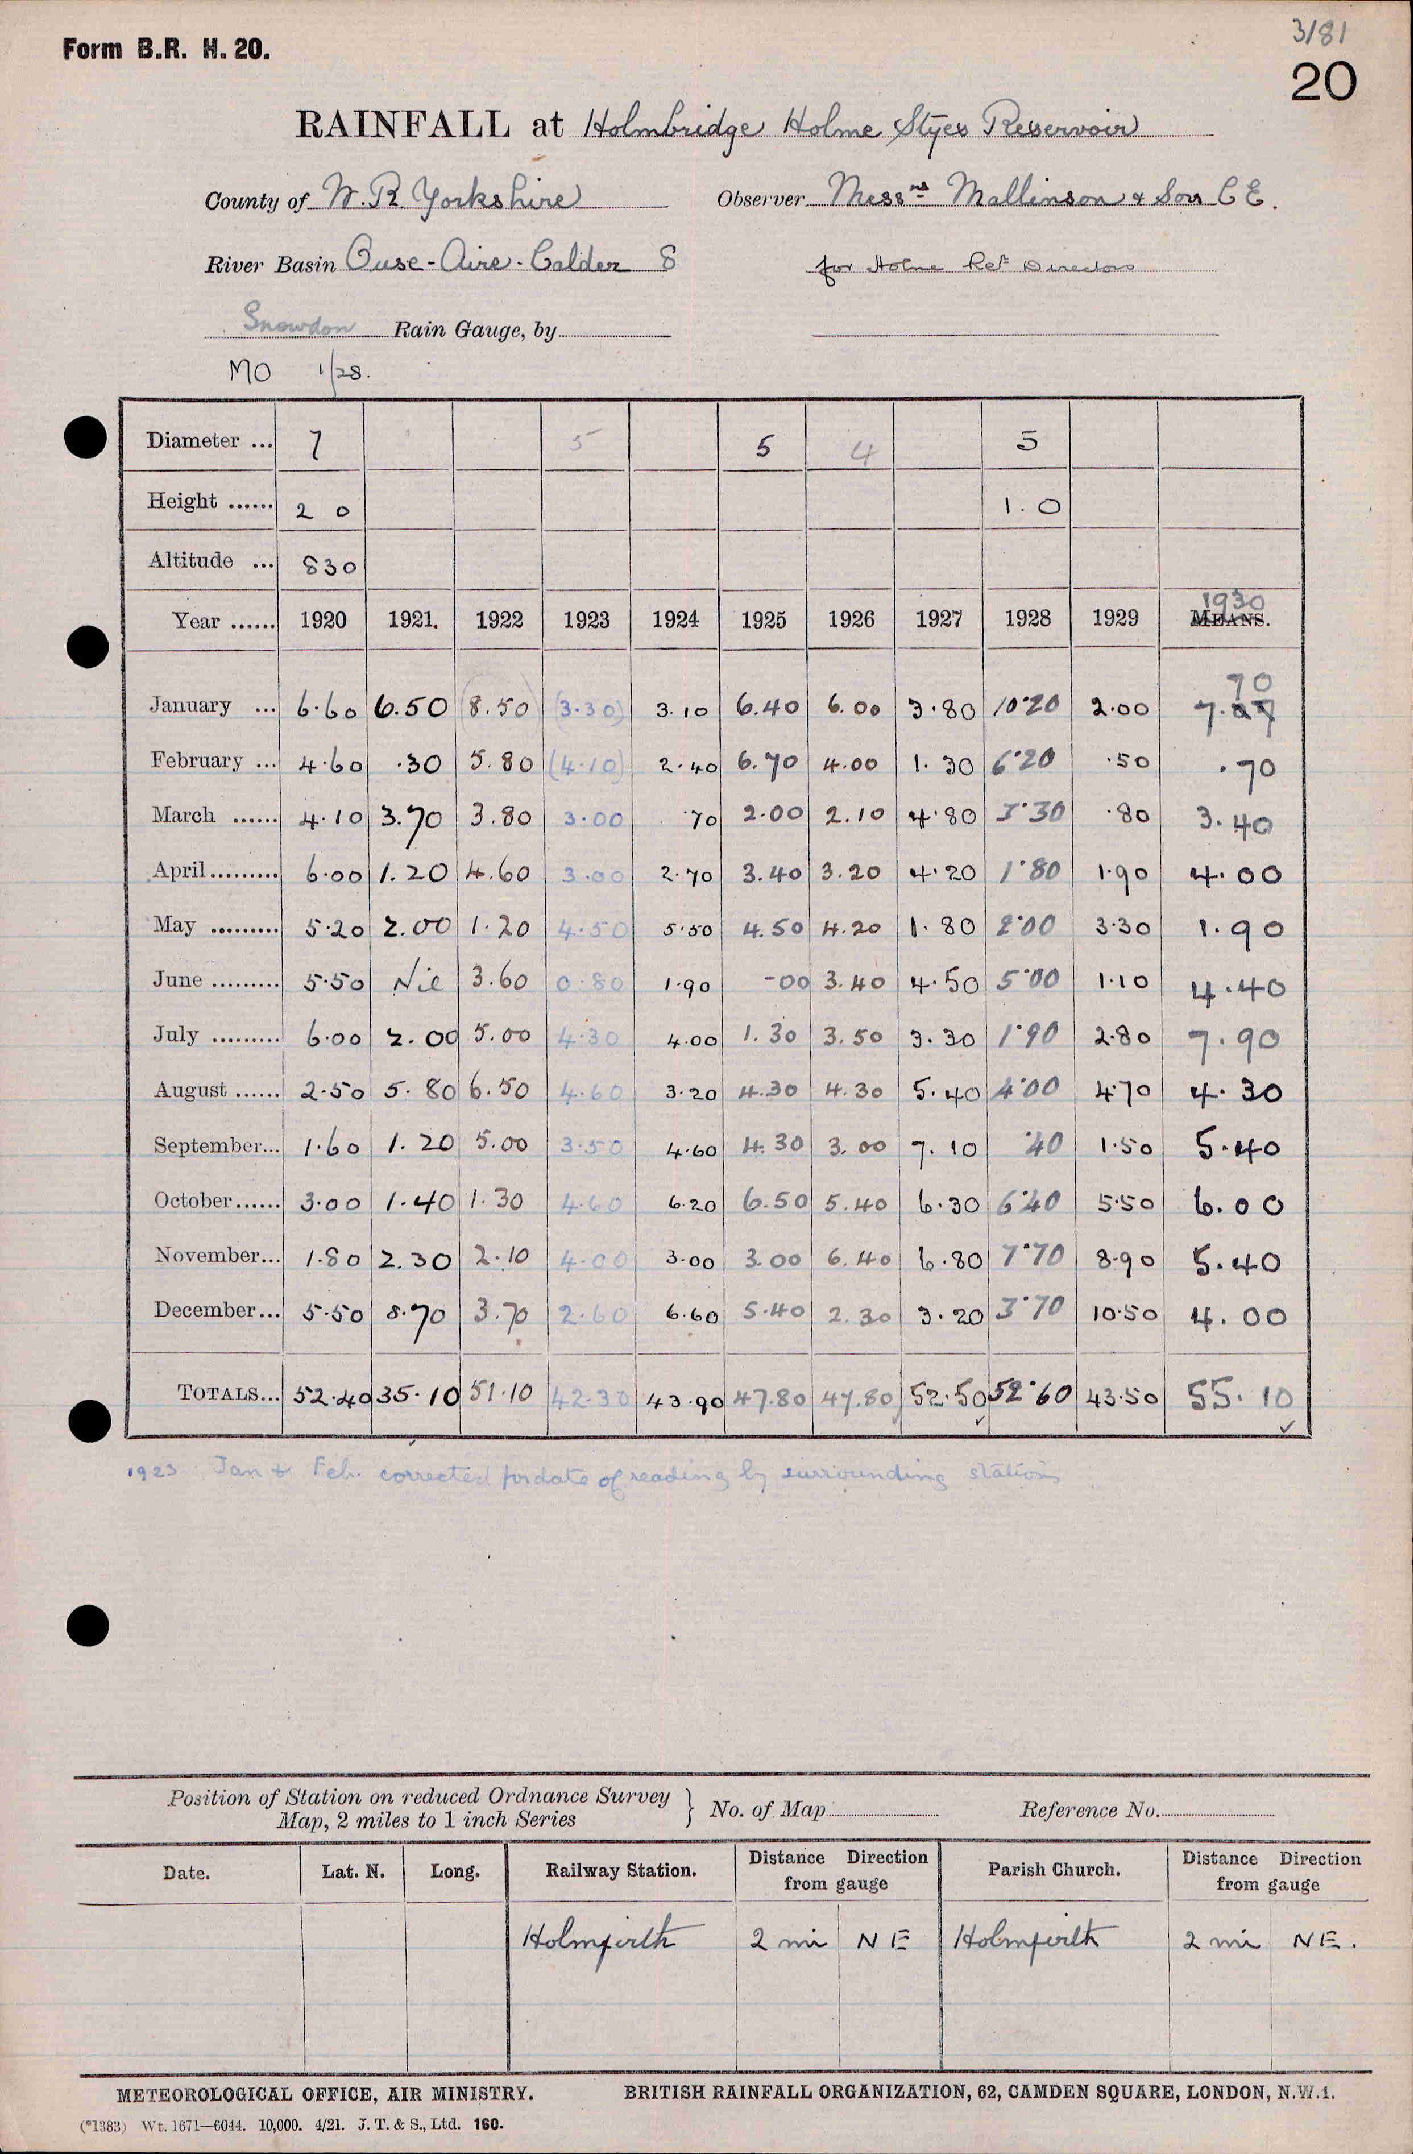 3181
Form B.R. H. 20.
20
RAINFALL at Holmbridge Holme Styes Reservoir
County of W.R. Yorkshire Observer Messrs Mallinson & Son C E.
River Basin Ouse - Aire - Calder S for Holme Resr Directors
Snowdon Rain Gauge, by
MO 1/28.
Diameter ... 7 5 5 4 5
Height ...... 2 0 1. 0
Altitude ... 830
1930
Year ...... 1920 1921. 1922 1923 1924 1925 1926 1927 1928 1929 MEANS.
70
January ... 6.60 6.50 8.50 (3.30) 3.10 6.40 6.00 3.80 10.20 2.00 7.
February ... 4.60 .30 5.80 (4.10) 2.40 6.70 4.00 1.30 6.20 .50 .70
March ...... 4.10 3.70 3.80 3.00 .70 2.00 2.10 4.80 3.30 .80 3.40
April......... 6.00 1.20 4.60 3.00 2.70 3.40 3.20 4.20 1.80 1.90 4.00
May ......... 5.20 2.00 1.20 4.50 5.50 4.50 4.20 1.80 2.00 3.30 1.90
June ......... 5.50 Nil 3.60 0.80 1.90 -00 3.40 4.50 5.00 1.10 4.40
July ......... 6.00 2.00 5.00 4.30 4.00 1.30 3.50 3.30 1.90 2.80 7.90
August ...... 2.50 5.80 6.50 4.60 3.20 4.30 4.30 5.40 4.00 4.70 4.30
September... 1.60 1.20 5.00 3.50 4.60 4.30 3.00 7.10 .40 1.50 5.40
October...... 3.00 1.40 1.30 4.60 6.20 6.50 5.40 6.30 6.40 5.50 6.00
November... 1.80 2.30 2.10 4.00 3.00 3.00 6.40 6.80 7.70 8.90 5.40
December... 5.50 8.70 3.70 2.60 6.60 5.40 2.30 3.20 3.70 10.50 4.00
TOTALS... 52.40 35.10 51.10 42.30 43.90 47.80 47.80 52.50 52.60 43.50 55.10
1923 Jan & Feb. corrected for date of reading by surrounding stations
Position of Station on reduced Ordnance Survey
Map, 2 miles to 1 inch Series } No. of Map Reference No.
Date. Lat. N. Long. Railway Station. Distance Direction from gauge Parish Church. Distance Direction from gauge
Holmfirth 2 mi N E Holmfirth 2 mi NE.
METEOROLOGICAL OFFICE, AIR MINISTRY. BRITISH RAINFALL ORGANIZATION, 62, CAMDEN SQUARE, LONDON, N.W.1.
(*1383) Wt. 1671—6044. 10,000. 4/21. J. T. & S., Ltd. 160.